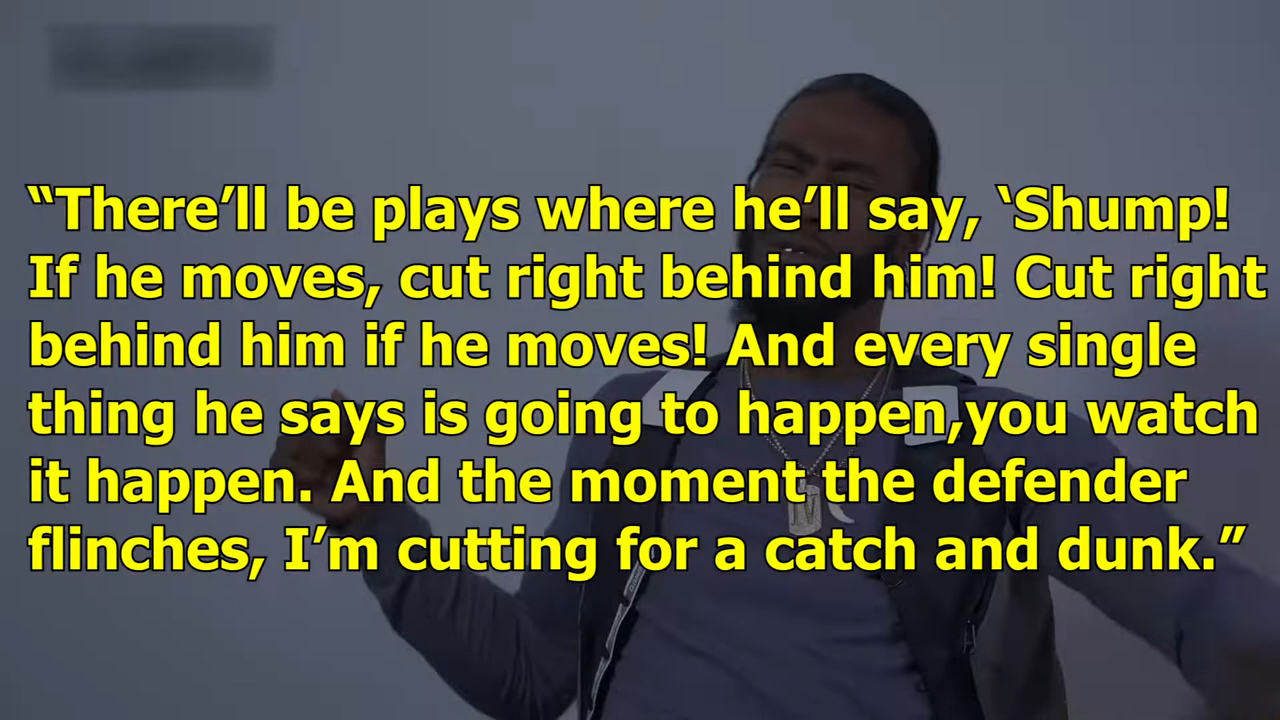 “There’ll be plays where he’ll say, ‘Shump!
If he moves, cut right behind him! Cut right
behind him if he moves! And every single
thing he says is going to happen,you watch
it happen. And the moment the defender
flinches, I’m cutting for a catch and dunk.”